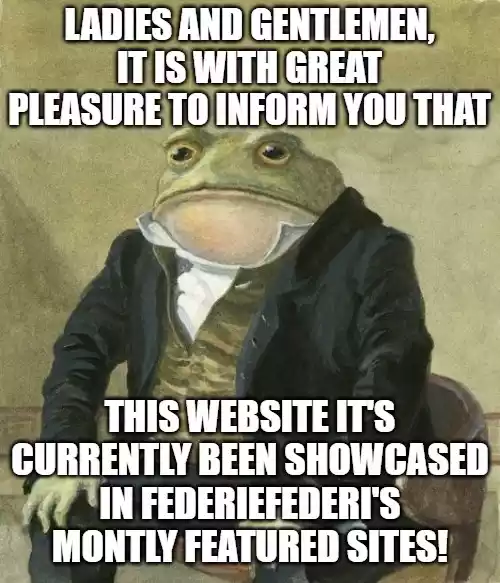 LADIES AND GENTLEMEN,
IT IS WITH GREAT
PLEASURE TO INFORM YOU THAT
THIS WEBSITE IT'S
CURRENTLY BEEN SHOWCASED
IN FEDERIEFEDERI'S
MONTLY FEATURED SITES!